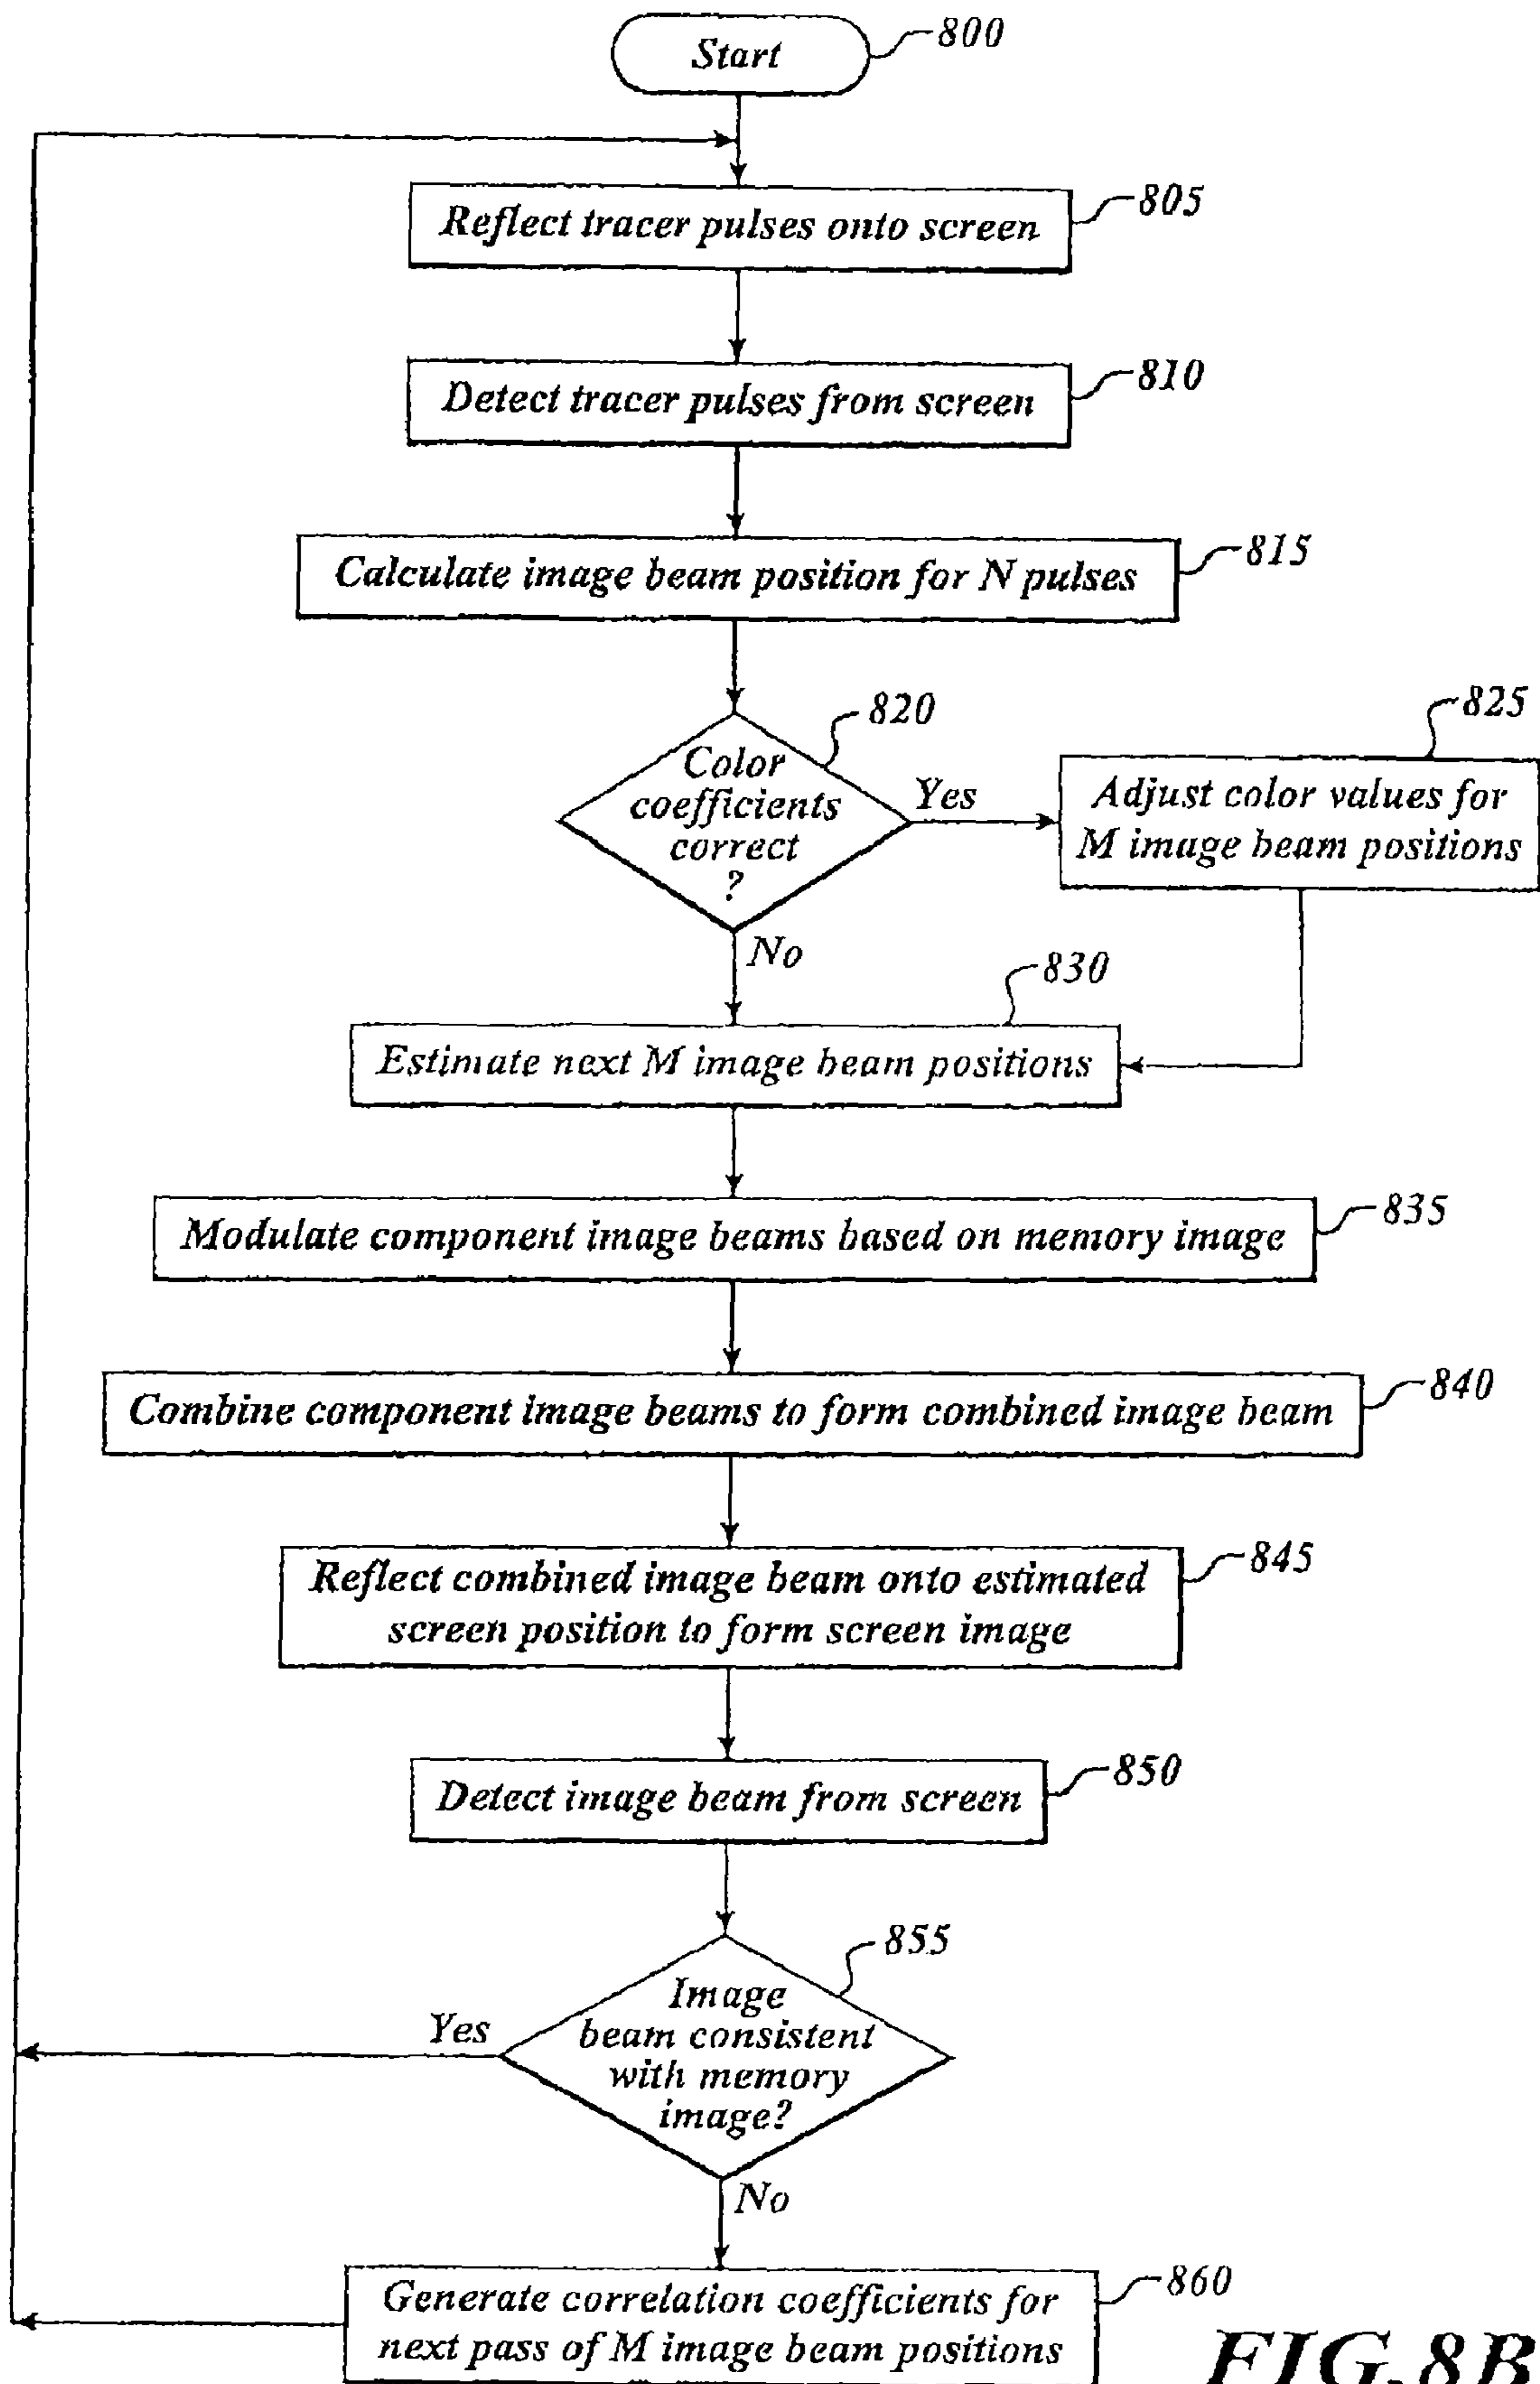 Start
800
Reflect tracer pulses onto screen
805
Detect tracer pulses from screen
810
Calculate image beam position for N pulses
815
Color
coefficients
correct
?
820
Yes
Adjust color values for
M image beam positions
825
No
Estimate next M image beam positions
830
Modulate component image beams based on memory image
835
Combine component image beams to form combined image beam
840
Reflect combined image beam onto estimated
screen position to form screen image
845
Detect image beam from screen
850
Image
beam consistent
with memory
image?
855
Yes
No
Generate correlation coefficients for
next pass of M image beam positions
860
FIG.8B